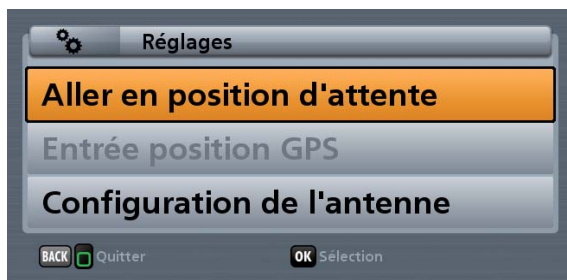 Réglages
Aller en position d'attente
Entrée position GPS
Configuration de l'antenne
BACK Quitter OK Sélection